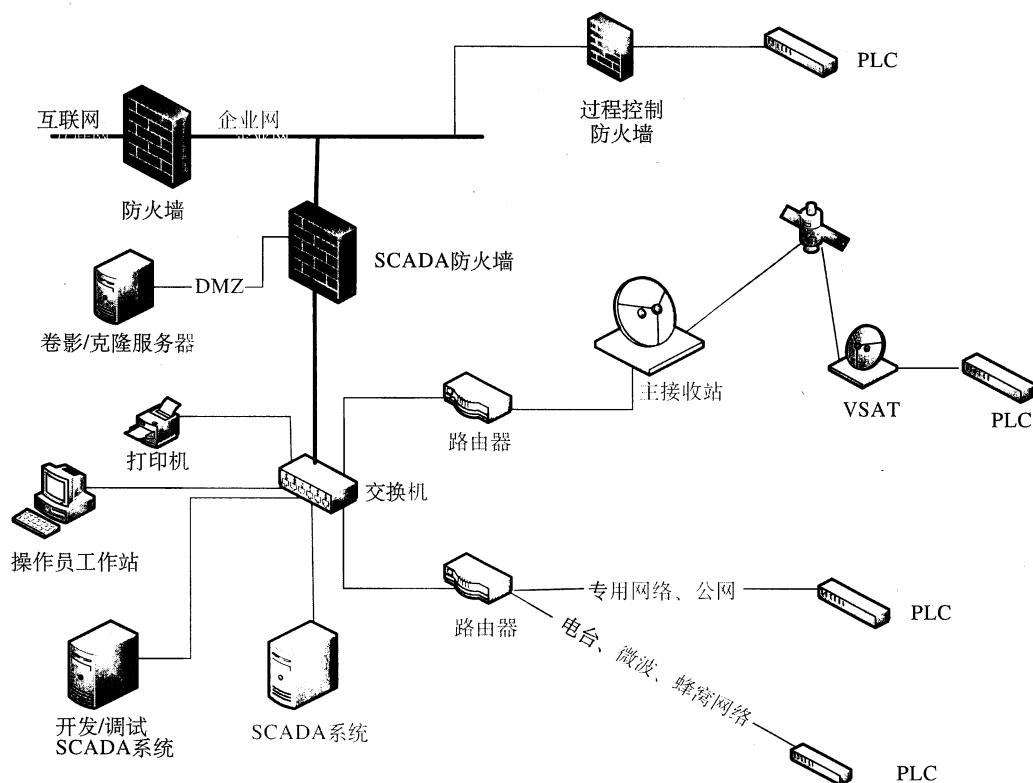 PLC
过程控制
防火墙
互联网
企业网
防火墙
SCADA防火墙
DMZ
卷影/克隆服务器
主接收站
VSAT
PLC
路由器
打印机
交换机
操作员工作站
专用网络、公网
PLC
路由器
电台、微波、蜂窝网络
开发/调试
SCADA系统
SCADA系统
PLC